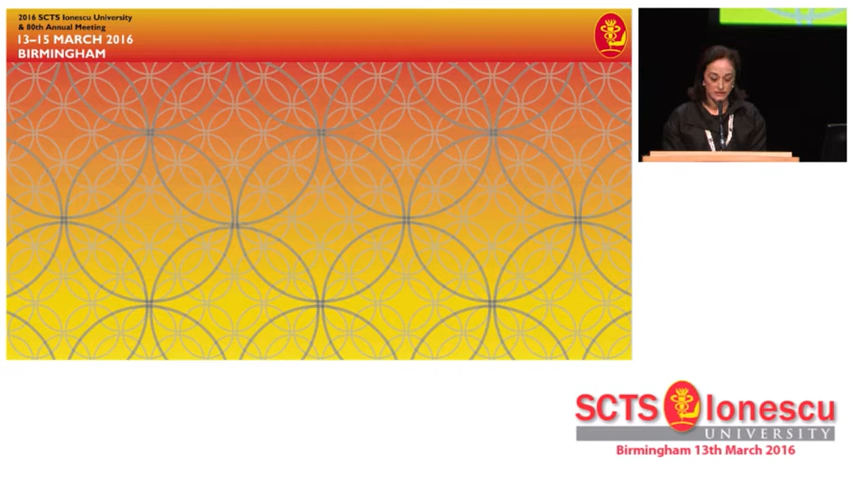 2016 SCTS Ionescu University
& 80th Annual Meeting
13–15 MARCH 2016
BIRMINGHAM
SCTS Ionescu
UNIVERSITY
Birmingham 13th March 2016